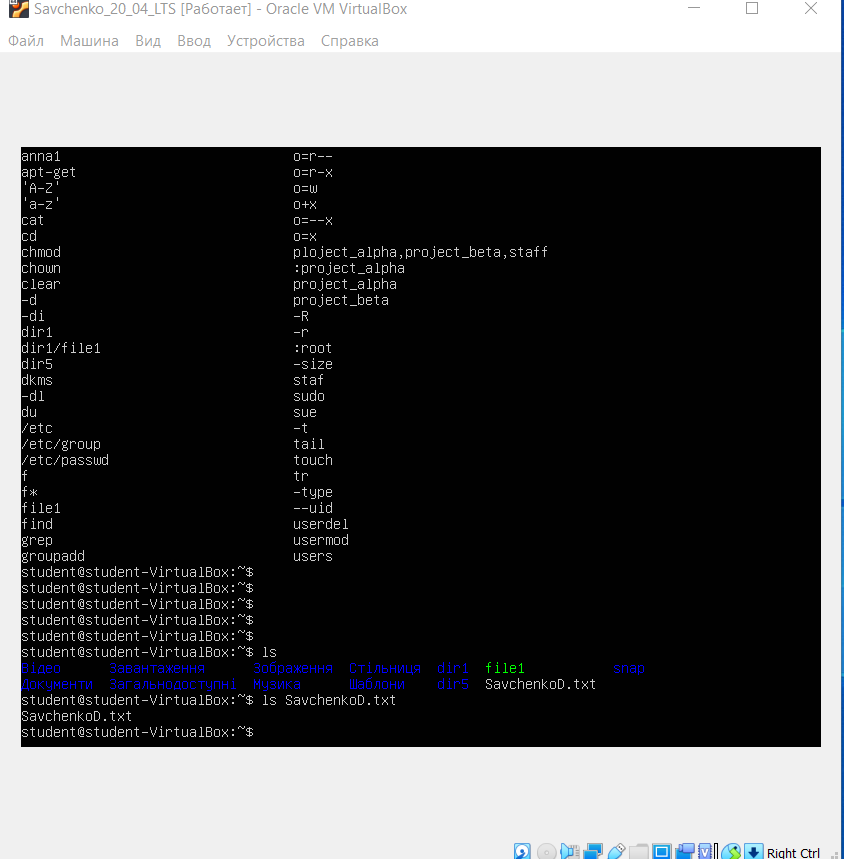 Savchenko_20_04_LTS [Работает] - Oracle VM VirtualBox
Файл Машина Вид Ввод Устройства Справка
anna1 o=r--
apt-get o=r-x
'A-Z' o=w
'a-z' o+x
cat o=--x
cd o=x
chmod ploject_alpha,project_beta,staff
chown :project_alpha
clear project_alpha
-d project_beta
-di -R
dir1 -r
dir1/file1 :root
dir5 -size
dkms staf
-dl sudo
du sue
/etc -t
/etc/group tail
/etc/passwd touch
f tr
f* -type
file1 --uid
find userdel
grep usermod
groupadd users
student@student-VirtualBox:~$
student@student-VirtualBox:~$
student@student-VirtualBox:~$
student@student-VirtualBox:~$
student@student-VirtualBox:~$
student@student-VirtualBox:~$ ls
Відео Завантаження Зображення Стільниця dir1 file1 snap
Документи Загальнодоступні Музика Шаблони dir5 SavchenkoD.txt
student@student-VirtualBox:~$ ls SavchenkoD.txt
SavchenkoD.txt
student@student-VirtualBox:~$
Right Ctrl